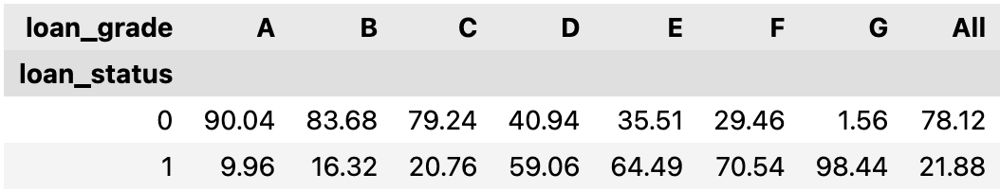 loan_grade A B C D E F G All
loan_status
0 90.04 83.68 79.24 40.94 35.51 29.46 1.56 78.12
1 9.96 16.32 20.76 59.06 64.49 70.54 98.44 21.88